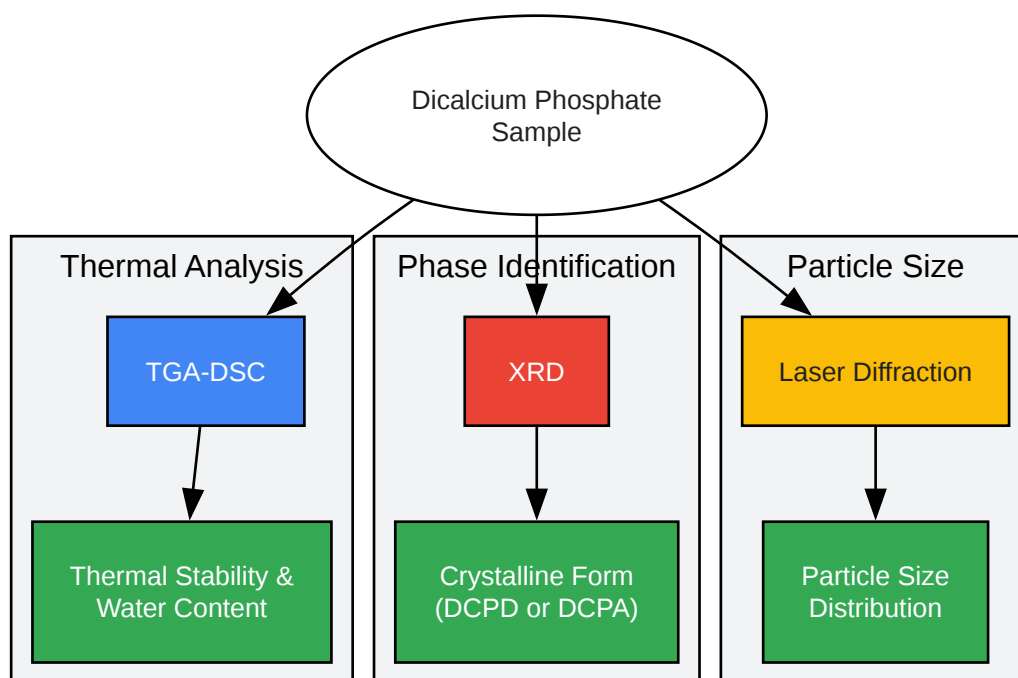 Dicalcium Phosphate
Sample
Thermal Analysis
Phase Identification
Particle Size
TGA-DSC
XRD
Laser Diffraction
Thermal Stability &
Water Content
Crystalline Form
(DCPD or DCPA)
Particle Size
Distribution